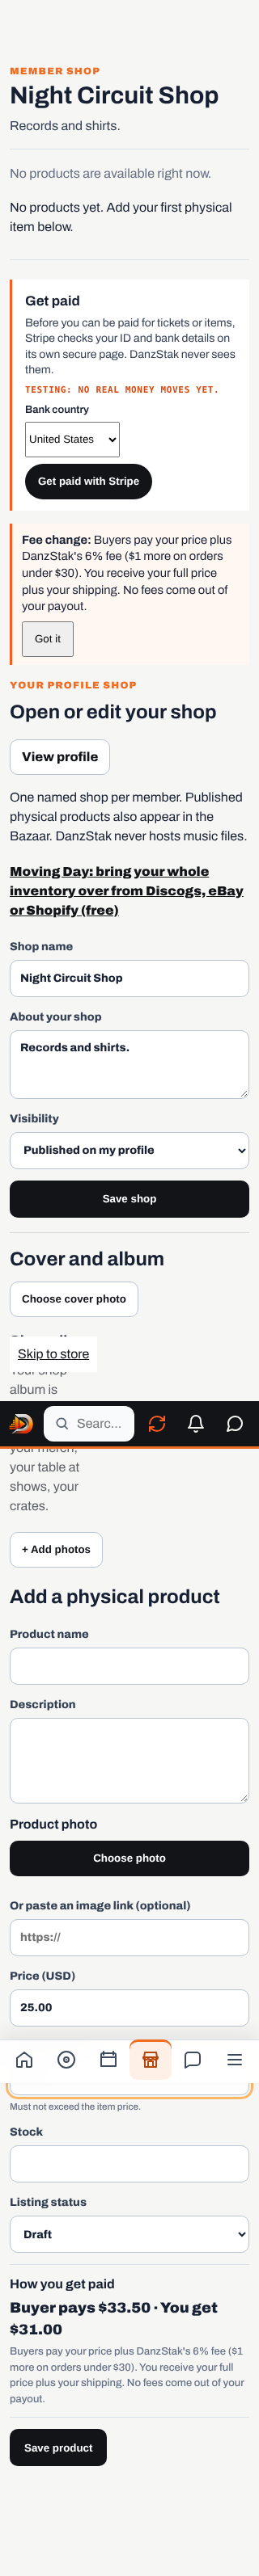 MEMBER SHOP
Night Circuit Shop
Records and shirts.
No products are available right now.
No products yet. Add your first physical
item below.
Get paid
Before you can be paid for tickets or items,
Stripe checks your ID and bank details on
its own secure page. DanzStak never sees
them.
TESTING: NO REAL MONEY MOVES YET.
Bank country
United States
Get paid with Stripe
Fee change: Buyers pay your price plus
DanzStak's 6% fee ($1 more on orders
under $30). You receive your full price
plus your shipping. No fees come out of
your payout.
Got it
YOUR PROFILE SHOP
Open or edit your shop
View profile
One named shop per member. Published
physical products also appear in the
Bazaar. DanzStak never hosts music files.
Moving Day: bring your whole
inventory over from Discogs, eBay
or Shopify (free)
Shop name
Night Circuit Shop
About your shop
Records and shirts.
Visibility
Published on my profile
Save shop
Cover and album
Choose cover photo
Skip to store
album is
Searc...
your merch,
your table at
shows, your
crates.
+ Add photos
Add a physical product
Product name
Description
Product photo
Choose photo
Or paste an image link (optional)
https://
Price (USD)
25.00
Must not exceed the item price.
Stock
Listing status
Draft
How you get paid
Buyer pays $33.50 · You get
$31.00
Buyers pay your price plus DanzStak's 6% fee ($1
more on orders under $30). You receive your full
price plus your shipping. No fees come out of your
payout.
Save product